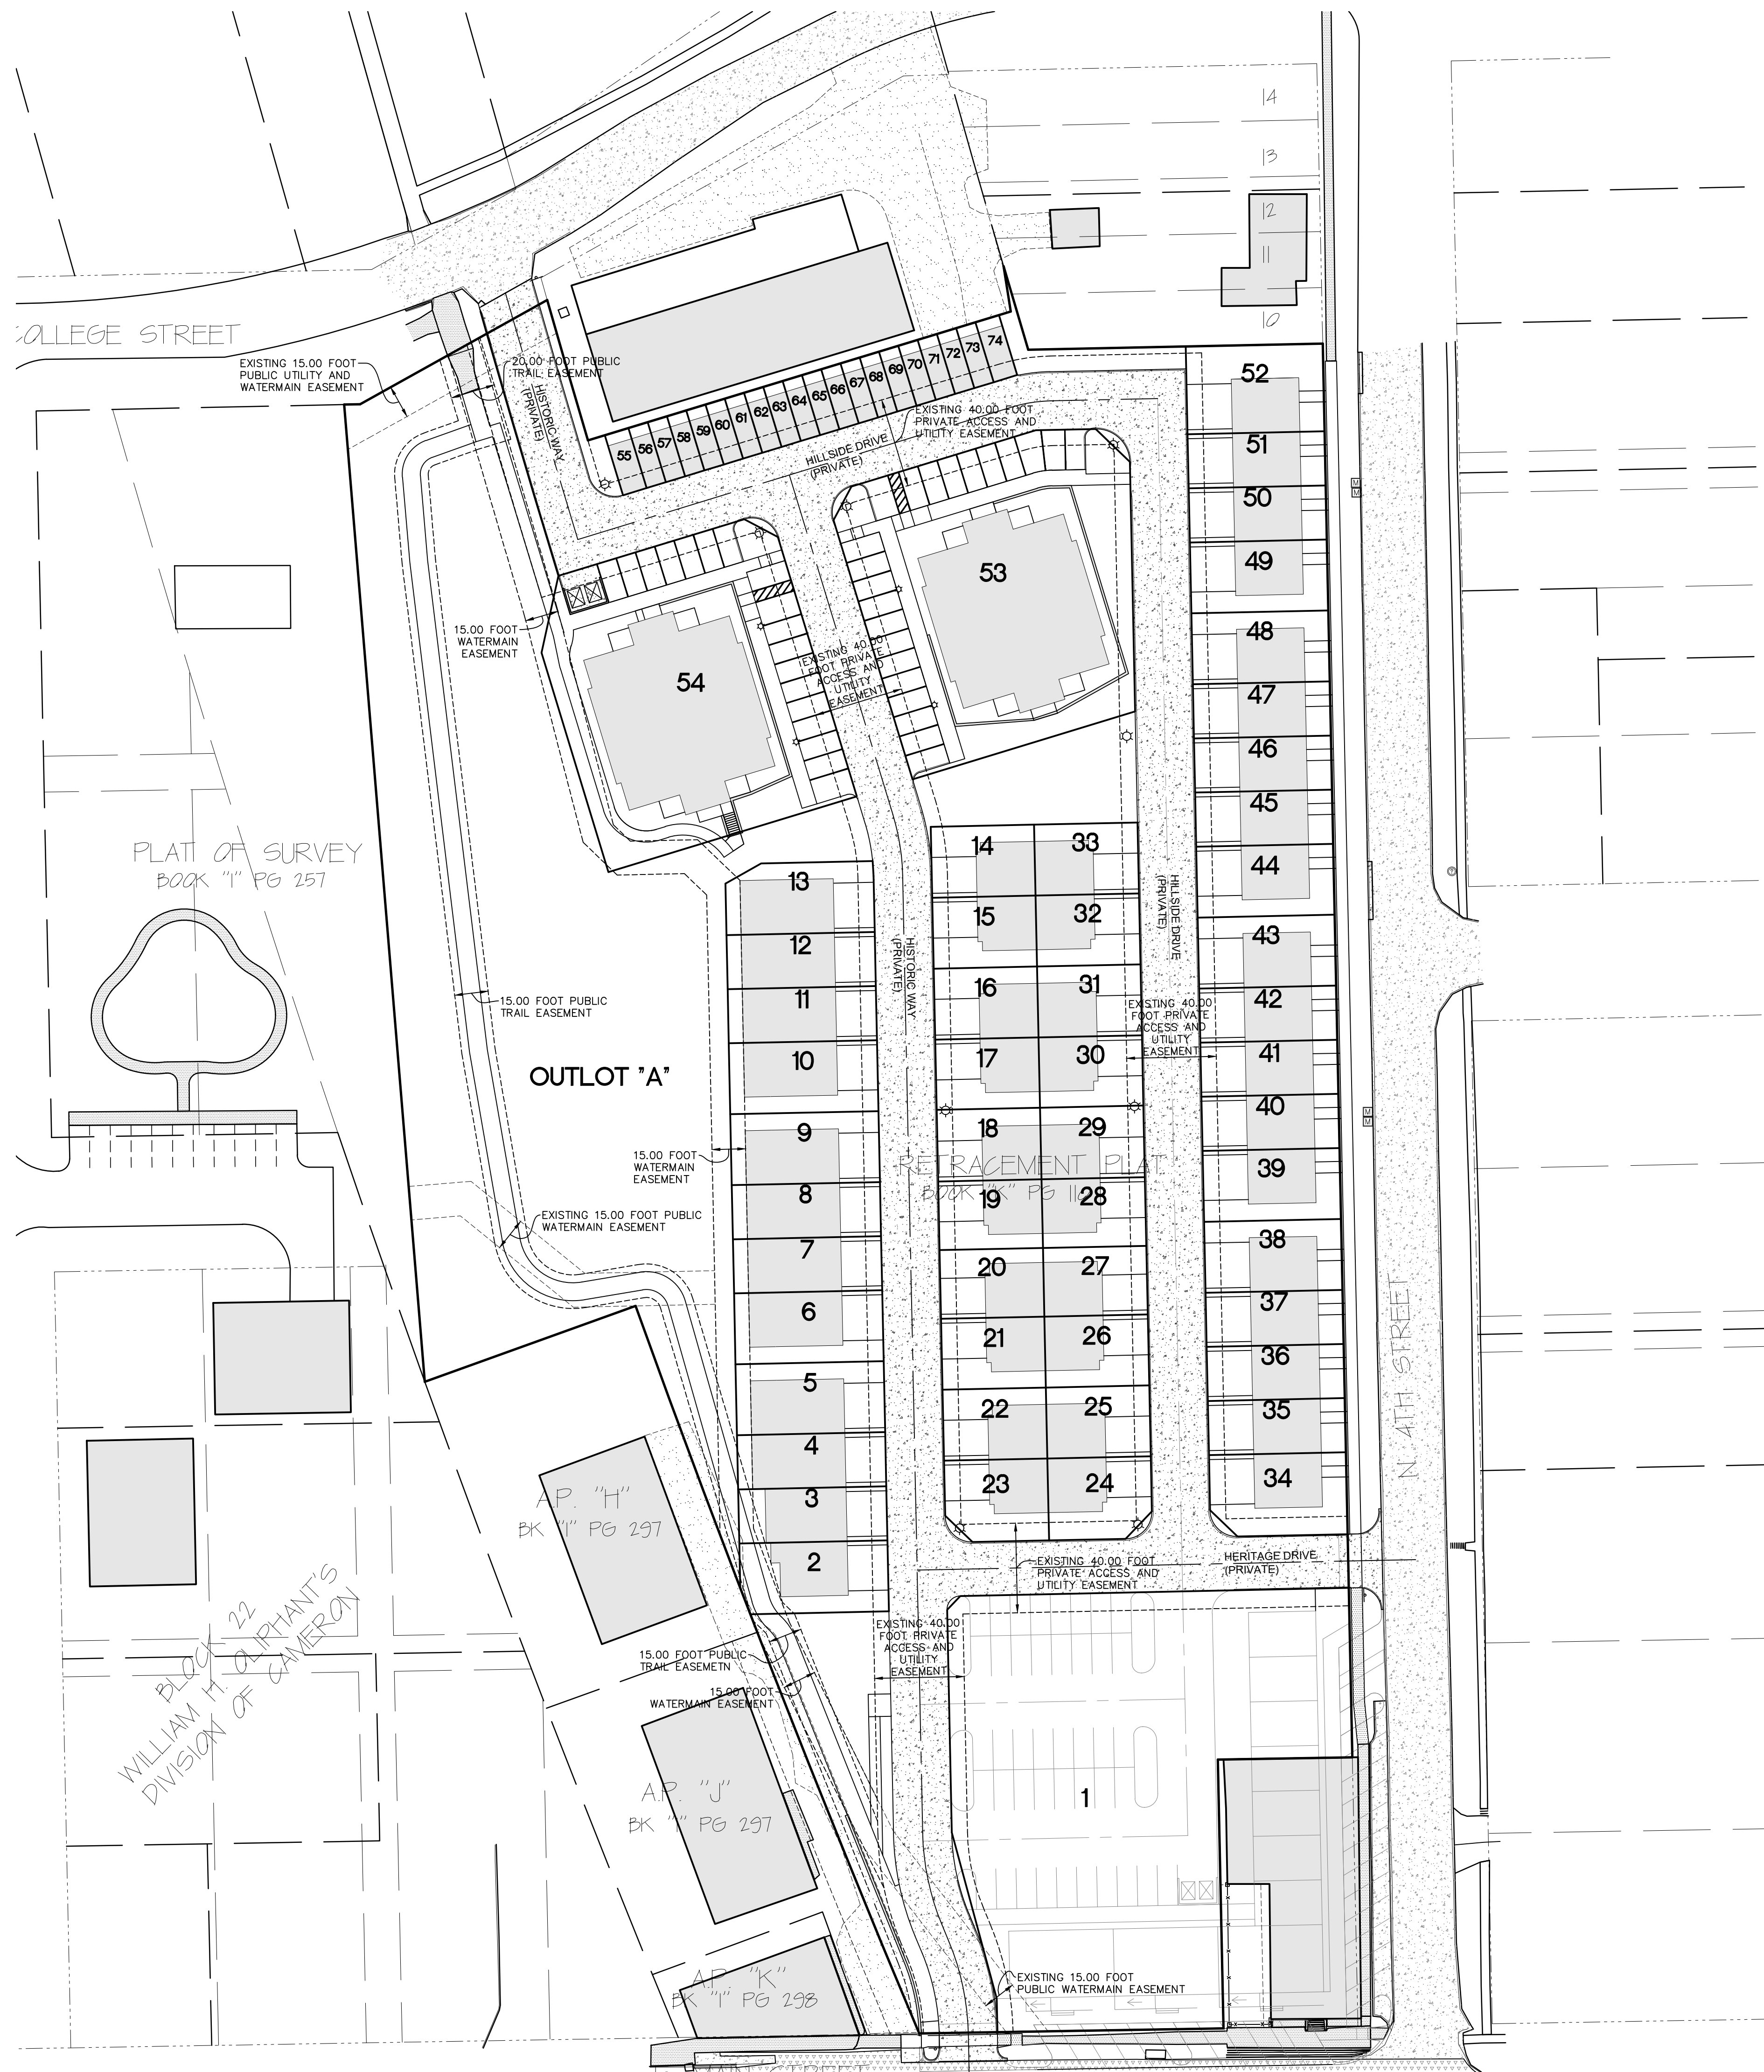 14
13
12
11
10
COLLEGE STREET
EXISTING 15.00 FOOT
PUBLIC UTILITY AND
WATERMAIN EASEMENT
20.00 FOOT PUBLIC
TRAIL EASEMENT
HISTORIC WAY
(PRIVATE)
55
56
57
58
59
60
61
62
63
64
65
66
67
68
69
70
71
72
73
74
EXISTING 40.00 FOOT
PRIVATE ACCESS AND
UTILITY EASEMENT
HILLSIDE DRIVE
(PRIVATE)
52
51
50
49
48
47
46
45
44
43
42
41
40
39
38
37
36
35
34
M
M
53
54
15.00 FOOT
WATERMAIN
EASEMENT
EXISTING 40.00
FOOT PRIVATE
ACCESS AND
UTILITY
EASEMENT
PLAT OF SURVEY
BOOK "I" PG 257
13
12
11
10
9
8
7
6
5
4
3
2
14
33
15
32
16
31
17
30
18
29
19
28
20
27
21
26
22
25
23
24
HISTORIC WAY
(PRIVATE)
HILLSIDE DRIVE
(PRIVATE)
15.00 FOOT PUBLIC
TRAIL EASEMENT
EXISTING 40.00
FOOT PRIVATE
ACCESS AND
UTILITY
EASEMENT
OUTLOT "A"
M
M
15.00 FOOT
WATERMAIN
EASEMENT
RETRACEMENT PLAT
BOOK "K" PG
EXISTING 15.00 FOOT PUBLIC
WATERMAIN EASEMENT
N 4TH STREET
A.P. "H"
BK "I" PG 297
EXISTING 40.00 FOOT
PRIVATE ACCESS AND
UTILITY EASEMENT
HERITAGE DRIVE
(PRIVATE)
BLOCK 22
WILLIAM H. OLIPHANT'S
DIVISION OF CAMERON
15.00 FOOT PUBLIC
TRAIL EASEMETN
EXISTING 40.00
FOOT PRIVATE
ACCESS AND
UTILITY
EASEMENT
15.00 FOOT
WATERMAIN EASEMENT
A.P. "J"
BK "I" PG 297
1
A.P. "K"
BK "I" PG 298
EXISTING 15.00 FOOT
PUBLIC WATERMAIN EASEMENT
STREET